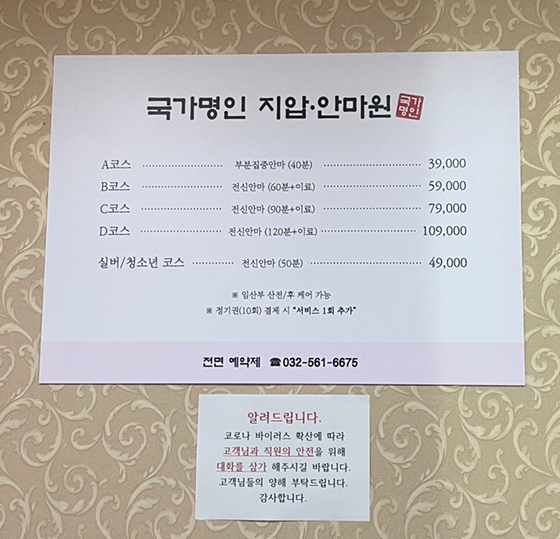 국가명인 지압·안마원 국가명인
A코스 부분집중안마 (40분) 39,000
B코스 전신안마 (60분+이료) 59,000
C코스 전신안마 (90분+이료) 79,000
D코스 전신안마 (120분+이료) 109,000
실버/청소년 코스 전신안마 (50분) 49,000
※ 임산부 산전/후 케어 가능
※ 정기권(10회) 결제 시 "서비스 1회 추가"
전면 예약제 ☎032-561-6675
알려드립니다.
코로나 바이러스 확산에 따라
고객님과 직원의 안전을 위해
대화를 삼가 해주시길 바랍니다.
고객님들의 양해 부탁드립니다.
감사합니다.